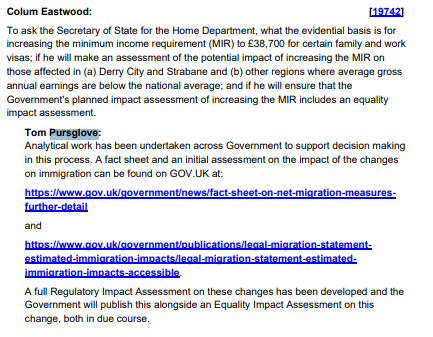 Colum Eastwood: [19742]
To ask the Secretary of State for the Home Department, what the evidential basis is for
increasing the minimum income requirement (MIR) to £38,700 for certain family and work
visas; if he will make an assessment of the potential impact of increasing the MIR on
those affected in (a) Derry City and Strabane and (b) other regions where average gross
annual earnings are below the national average; and if he will ensure that the
Government's planned impact assessment of increasing the MIR includes an equality
impact assessment.
Tom Pursglove:
Analytical work has been undertaken across Government to support decision making
in this process. A fact sheet and an initial assessment on the impact of the changes
on immigration can be found on GOV.UK at:
https://www.gov.uk/government/news/fact-sheet-on-net-migration-measures-
further-detail
and
https://www.gov.uk/government/publications/legal-migration-statement-
estimated-immigration-impacts/legal-migration-statement-estimated-
immigration-impacts-accessible.
A full Regulatory Impact Assessment on these changes has been developed and the
Government will publish this alongside an Equality Impact Assessment on this
change, both in due course.